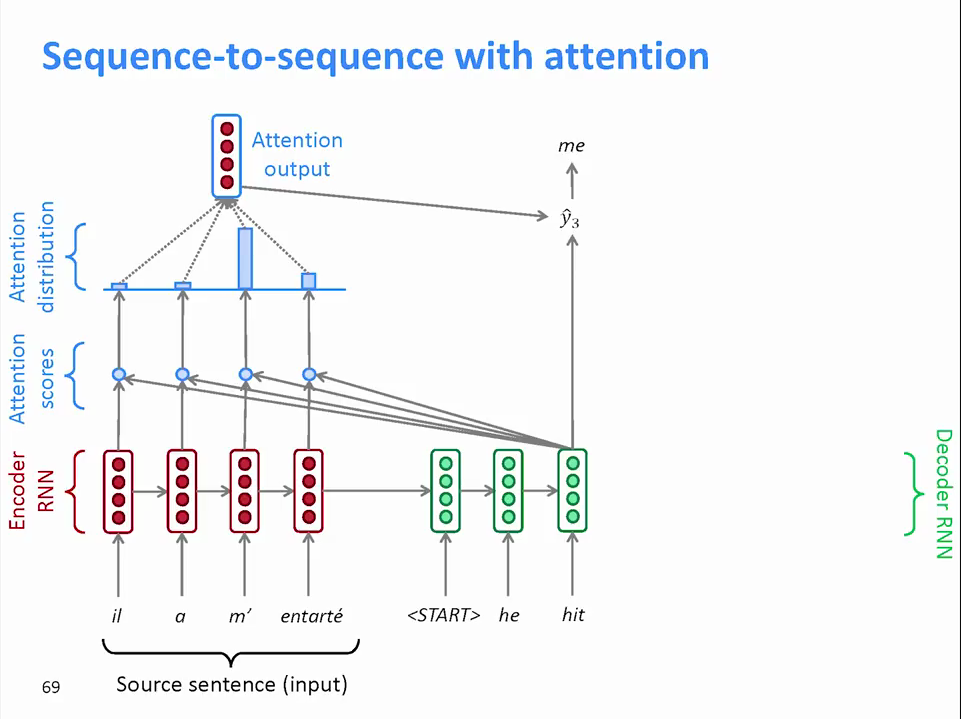 Sequence-to-sequence with attention
Attention
output
me
ŷ3
Attention
distribution
Attention
scores
Encoder
RNN
Decoder RNN
il a m’ entarté <START> he hit
Source sentence (input)
69